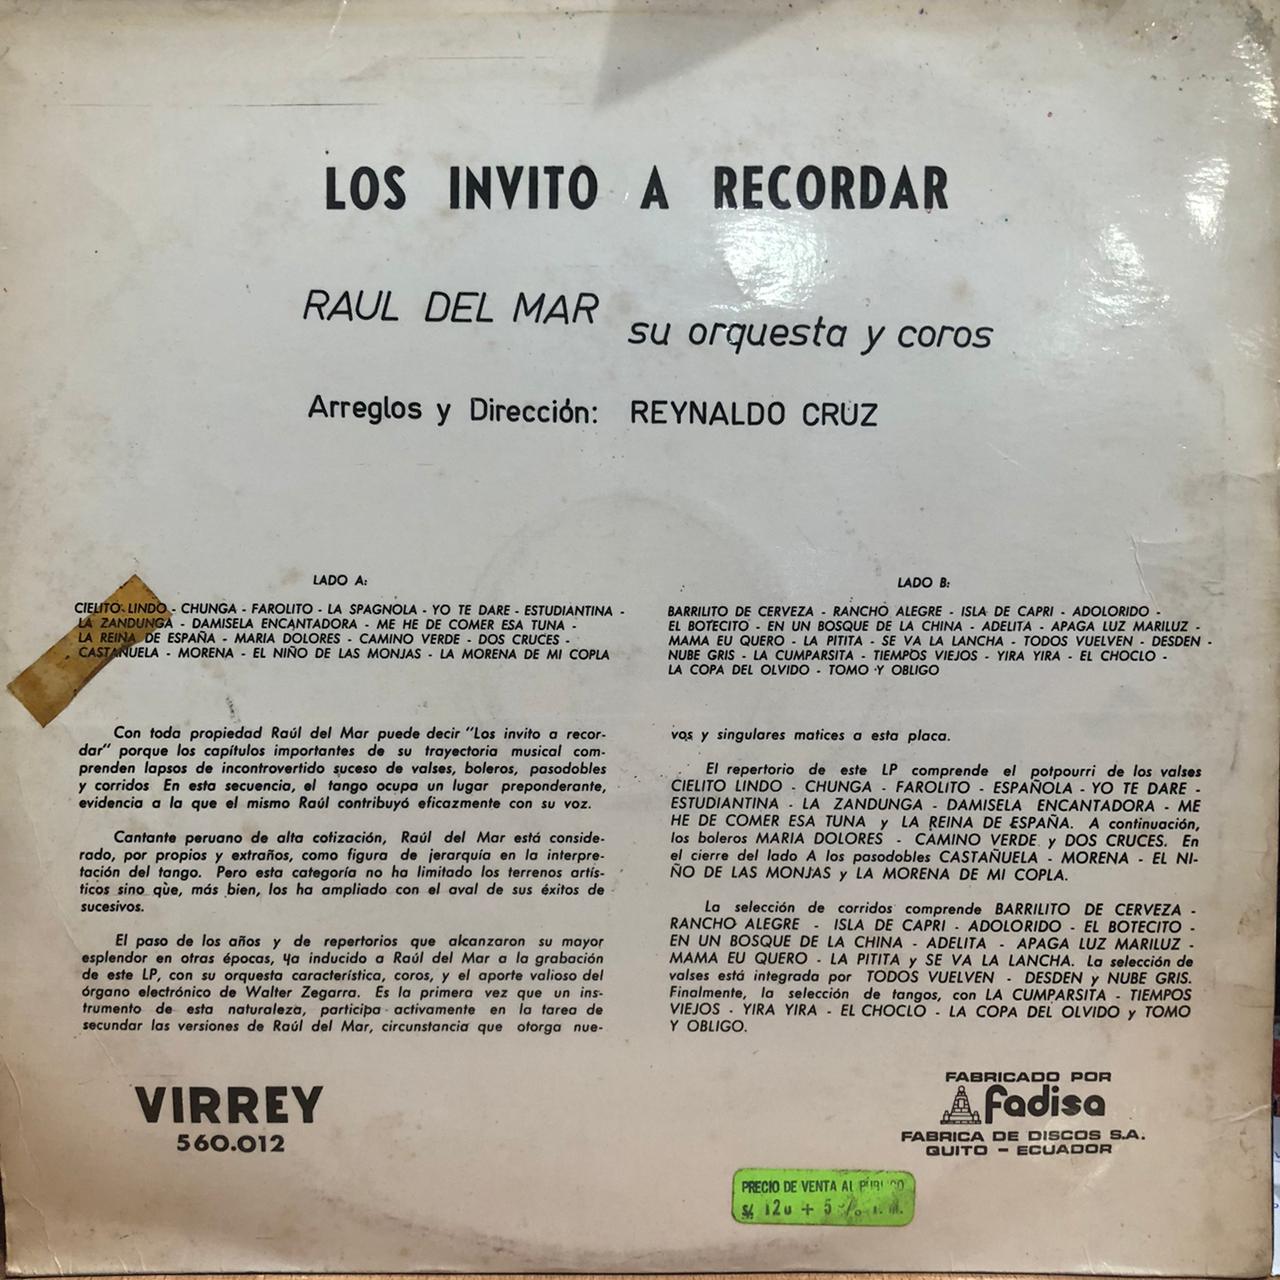 LOS INVITO A RECORDAR
RAUL DEL MAR su orquesta y coros
Arreglos y Dirección: REYNALDO CRUZ
LADO A:
CIELITO LINDO - CHUNGA - FAROLITO - LA SPAGNOLA - YO TE DARE - ESTUDIANTINA -
LA ZANDUNGA - DAMISELA ENCANTADORA - ME HE DE COMER ESA TUNA -
LA REINA DE ESPAÑA - MARIA DOLORES - CAMINO VERDE - DOS CRUCES -
CASTAÑUELA - MORENA - EL NIÑO DE LAS MONJAS - LA MORENA DE MI COPLA
LADO B:
BARRILITO DE CERVEZA - RANCHO ALEGRE - ISLA DE CAPRI - ADOLORIDO -
EL BOTECITO - EN UN BOSQUE DE LA CHINA - ADELITA - APAGA LUZ MARILUZ -
MAMA EU QUERO - LA PITITA - SE VA LA LANCHA - TODOS VUELVEN - DESDEN -
NUBE GRIS - LA CUMPARSITA - TIEMPOS VIEJOS - YIRA YIRA - EL CHOCLO -
LA COPA DEL OLVIDO - TOMO Y OBLIGO
Con toda propiedad Raúl del Mar puede decir "Los invito a recor-
dar" porque los capítulos importantes de su trayectoria musical com-
prenden lapsos de incontrovertido suceso de valses, boleros, pasodobles
y corridos En esta secuencia, el tango ocupa un lugar preponderante,
evidencia a la que el mismo Raúl contribuyó eficazmente con su voz.
Cantante peruano de alta cotización, Raúl del Mar está conside-
rado, por propios y extraños, como figura de jerarquía en la interpre-
tación del tango. Pero esta categoría no ha limitado los terrenos artís-
ticos sino qùe, más bien, los ha ampliado con el aval de sus éxitos de
sucesivos.
El paso de los años y de repertorios que alcanzaron su mayor
esplendor en otras épocas, ya inducido a Raúl del Mar a la grabación
de este LP, con su orquesta característica, coros, y el aporte valioso del
órgano electrónico de Walter Zegarra. Es la primera vez que un ins-
trumento de esta naturaleza, participa activamente en la tarea de
secundar las versiones de Raúl del Mar, circunstancia que otorga nue-
vos y singulares matices a esta placa.
El repertorio de este LP comprende el potpourri de los valses
CIELITO LINDO - CHUNGA - FAROLITO - ESPAÑOLA - YO TE DARE -
ESTUDIANTINA - LA ZANDUNGA - DAMISELA ENCANTADORA - ME
HE DE COMER ESA TUNA y LA REINA DE ESPAÑA. A continuación,
los boleros MARIA DOLORES - CAMINO VERDE y DOS CRUCES. En
el cierre del lado A los pasodobles CASTAÑUELA - MORENA - EL NI-
ÑO DE LAS MONJAS y LA MORENA DE MI COPLA.
La selección de corridos comprende BARRILITO DE CERVEZA -
RANCHO ALEGRE - ISLA DE CAPRI - ADOLORIDO - EL BOTECITO -
EN UN BOSQUE DE LA CHINA - ADELITA - APAGA LUZ MARILUZ -
MAMA EU QUERO - LA PITITA y SE VA LA LANCHA. La selección de
valses está integrada por TODOS VUELVEN - DESDEN y NUBE GRIS.
Finalmente, la selección de tangos, con LA CUMPARSITA - TIEMPOS
VIEJOS - YIRA YIRA - EL CHOCLO - LA COPA DEL OLVIDO y TOMO
Y OBLIGO.
VIRREY
560.012
FABRICADO POR
fadisa
FABRICA DE DISCOS S.A.
QUITO - ECUADOR
PRECIO DE VENTA AL PÚBLICO
S/. 120 + 5 %